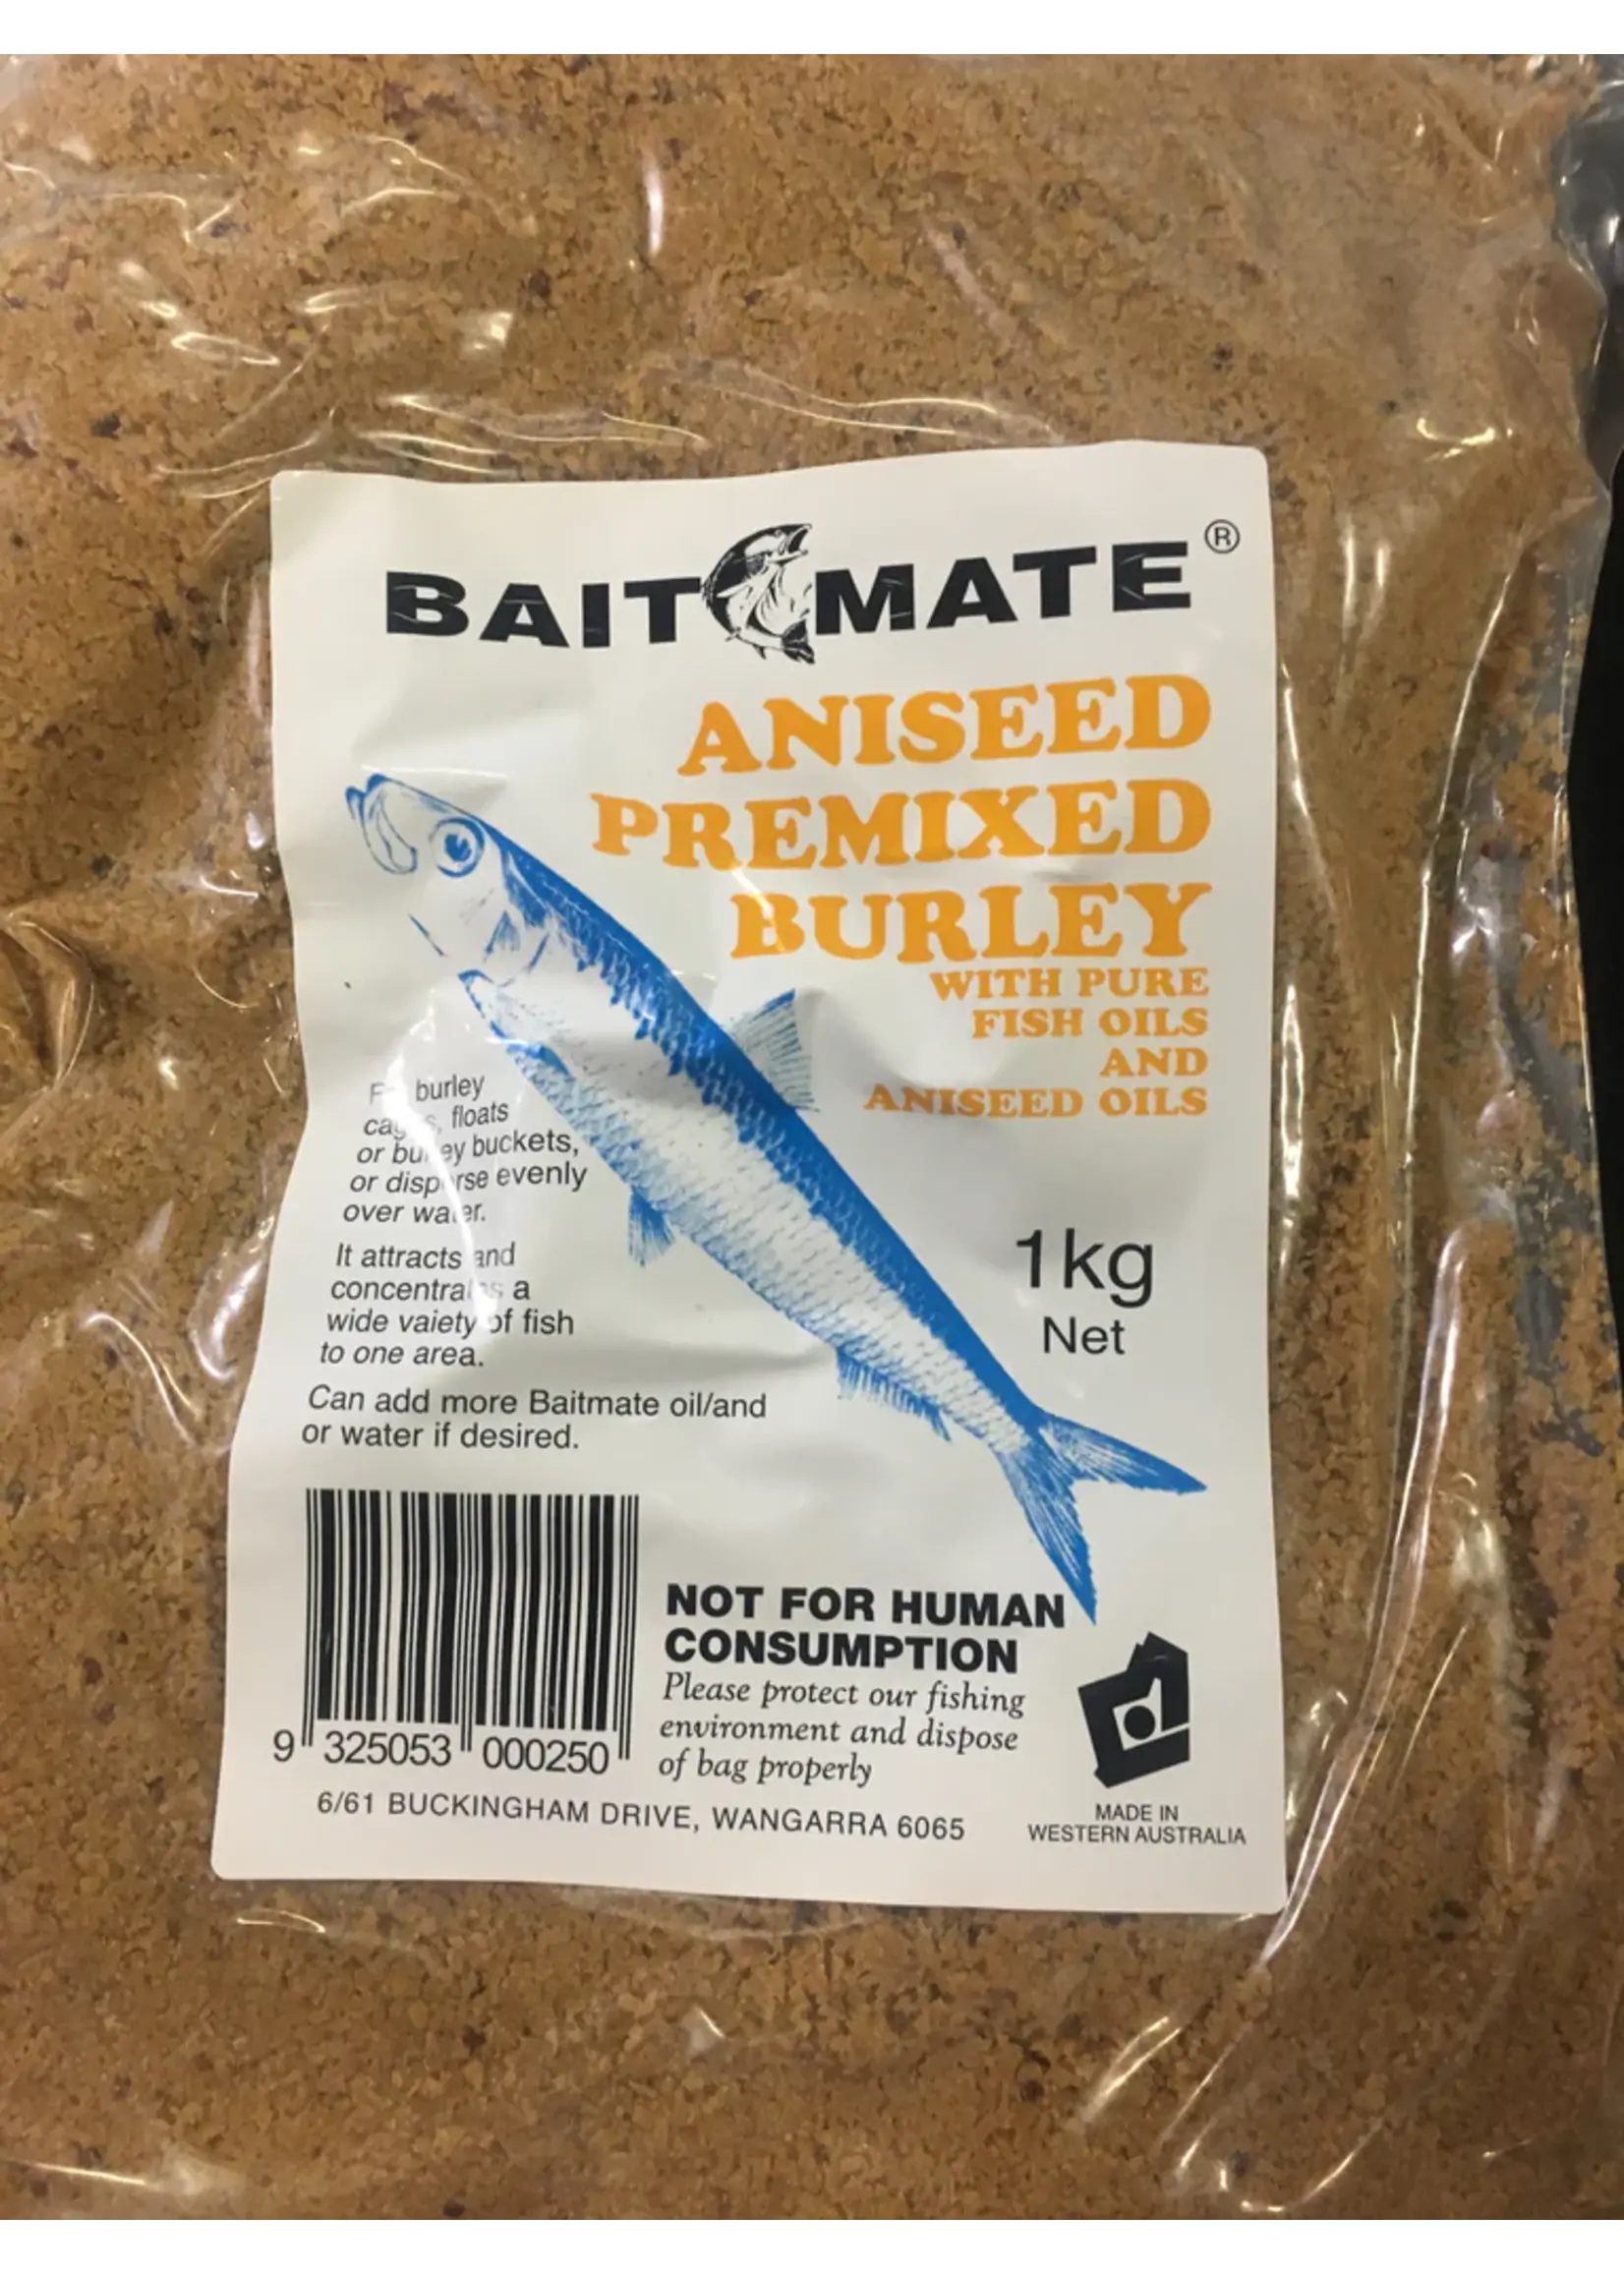 BAIT MATE®
ANISEED
PREMIXED
BURLEY
WITH PURE
FISH OILS
AND
ANISEED OILS
burley
floats
or buckets,
or evenly
over water.
It attracts and
a
wide vaiety of fish
to one area.
Can add more Baitmate oil/and
or water if desired.
1kg
Net
NOT FOR HUMAN
CONSUMPTION
Please protect our fishing
environment and dispose
of bag properly
9 325053 000250
6/61 BUCKINGHAM DRIVE, WANGARRA 6065
MADE IN
WESTERN AUSTRALIA